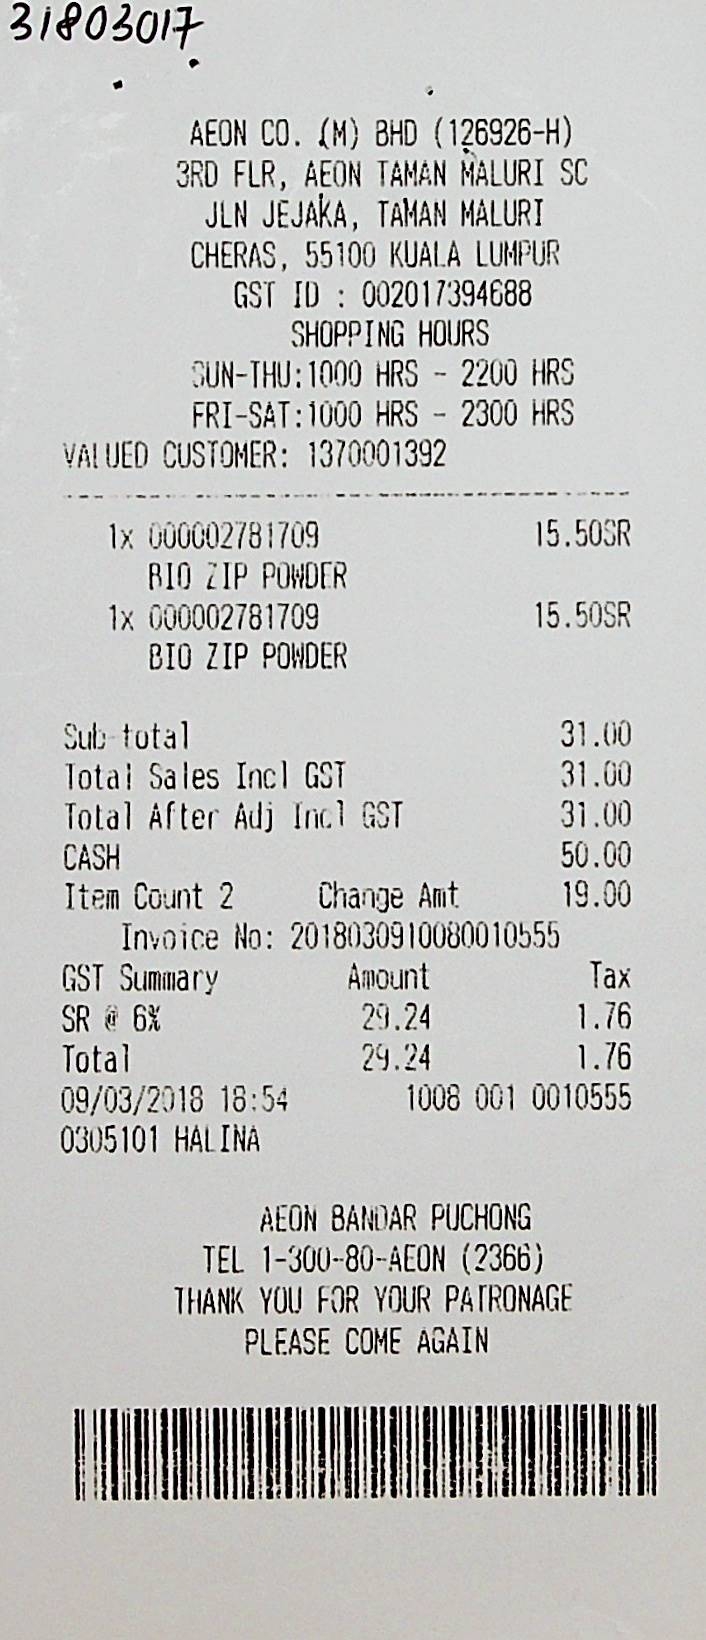 31803017
AEON CO. (M) BHD (126926-H)
3RD FLR, AEON TAMAN MALURI SC
JLN JEJAKA, TAMAN MALURI
CHERAS, 55100 KUALA LUMPUR
GST ID : 002017394688
SHOPPING HOURS
SUN-THU:1000 HRS - 2200 HRS
FRI-SAT:1000 HRS - 2300 HRS
VALUED CUSTOMER: 1370001392
1x 000002781709 15.50SR
BIO ZIP POWDER
1x 000002781709 15.50SR
BIO ZIP POWDER
Sub-total 31.00
Total Sales Incl GST 31.00
Total After Adj Incl GST 31.00
CASH 50.00
Item Count 2 Change Amt 19.00
Invoice No: 2018030910080010555
GST Summary Amount Tax
SR @ 6% 29.24 1.76
Total 29.24 1.76
09/03/2018 18:54 1008 001 0010555
0305101 HALINA
AEON BANDAR PUCHONG
TEL 1-300-80-AEON (2366)
THANK YOU FOR YOUR PATRONAGE
PLEASE COME AGAIN